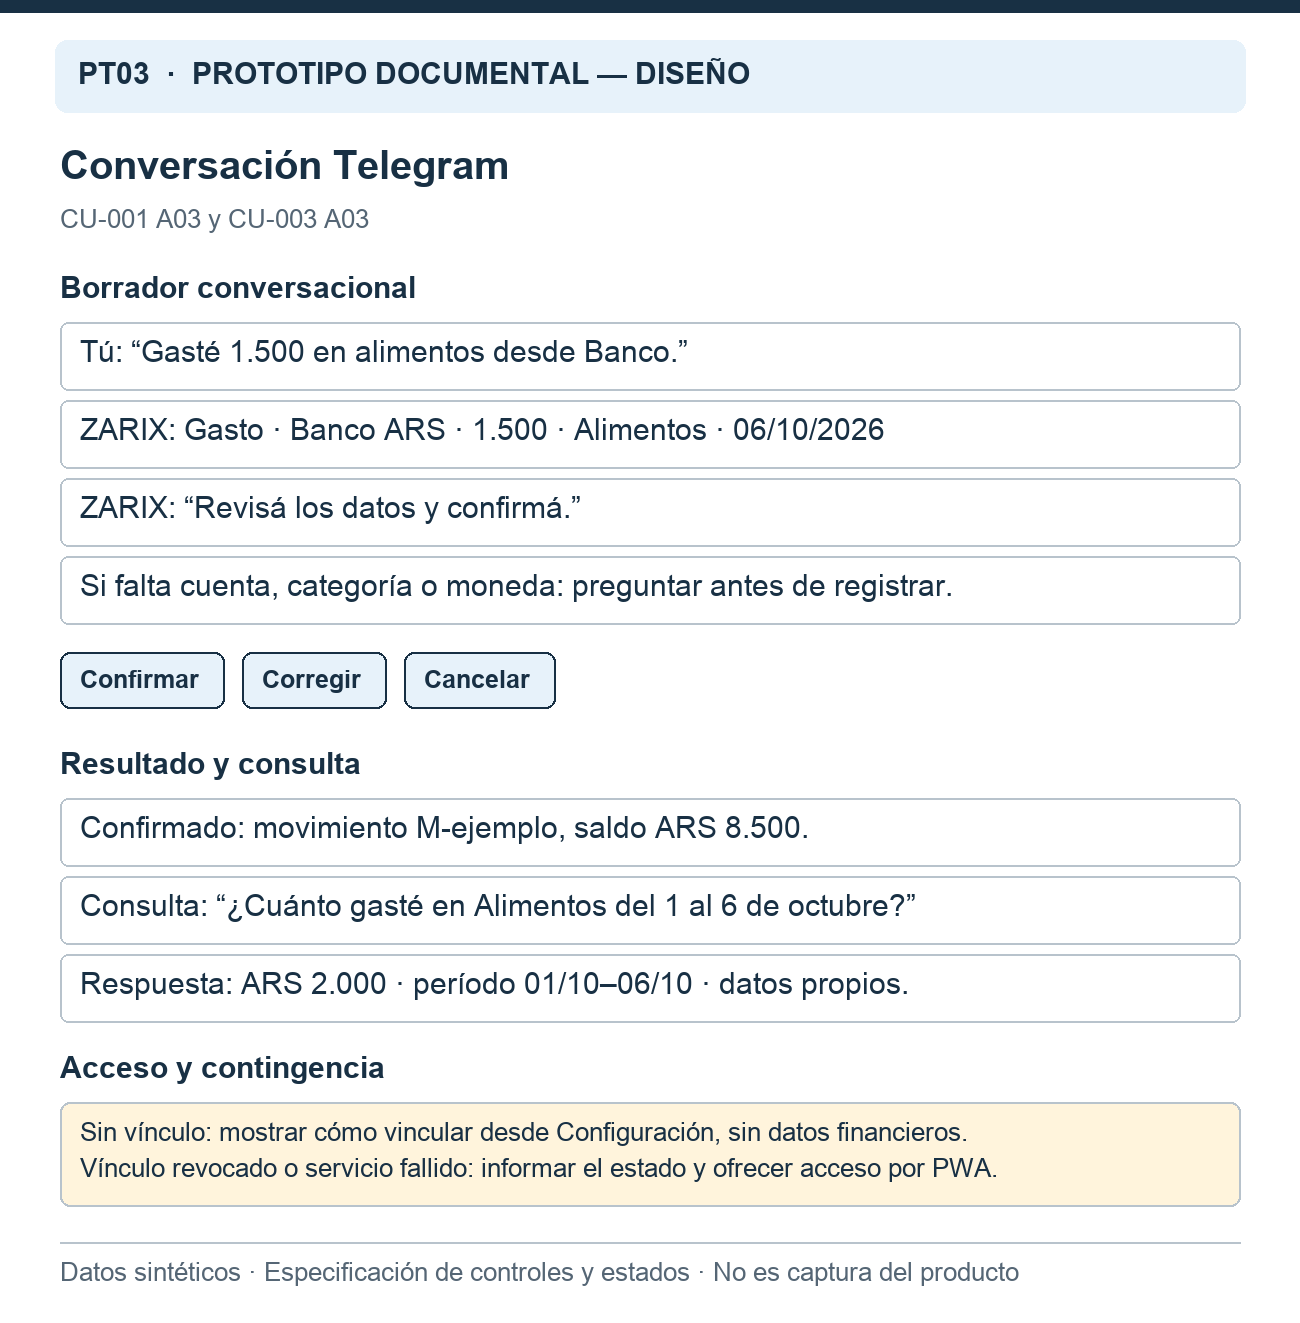 PT03 · PROTOTIPO DOCUMENTAL — DISEÑO
Conversación Telegram
CU-001 A03 y CU-003 A03
Borrador conversacional
Tú: “Gasté 1.500 en alimentos desde Banco.”
ZARIX: Gasto · Banco ARS · 1.500 · Alimentos · 06/10/2026
ZARIX: “Revisá los datos y confirmá.”
Si falta cuenta, categoría o moneda: preguntar antes de registrar.
Confirmar Corregir Cancelar
Resultado y consulta
Confirmado: movimiento M-ejemplo, saldo ARS 8.500.
Consulta: “¿Cuánto gasté en Alimentos del 1 al 6 de octubre?”
Respuesta: ARS 2.000 · período 01/10–06/10 · datos propios.
Acceso y contingencia
Sin vínculo: mostrar cómo vincular desde Configuración, sin datos financieros.
Vínculo revocado o servicio fallido: informar el estado y ofrecer acceso por PWA.
Datos sintéticos · Especificación de controles y estados · No es captura del producto